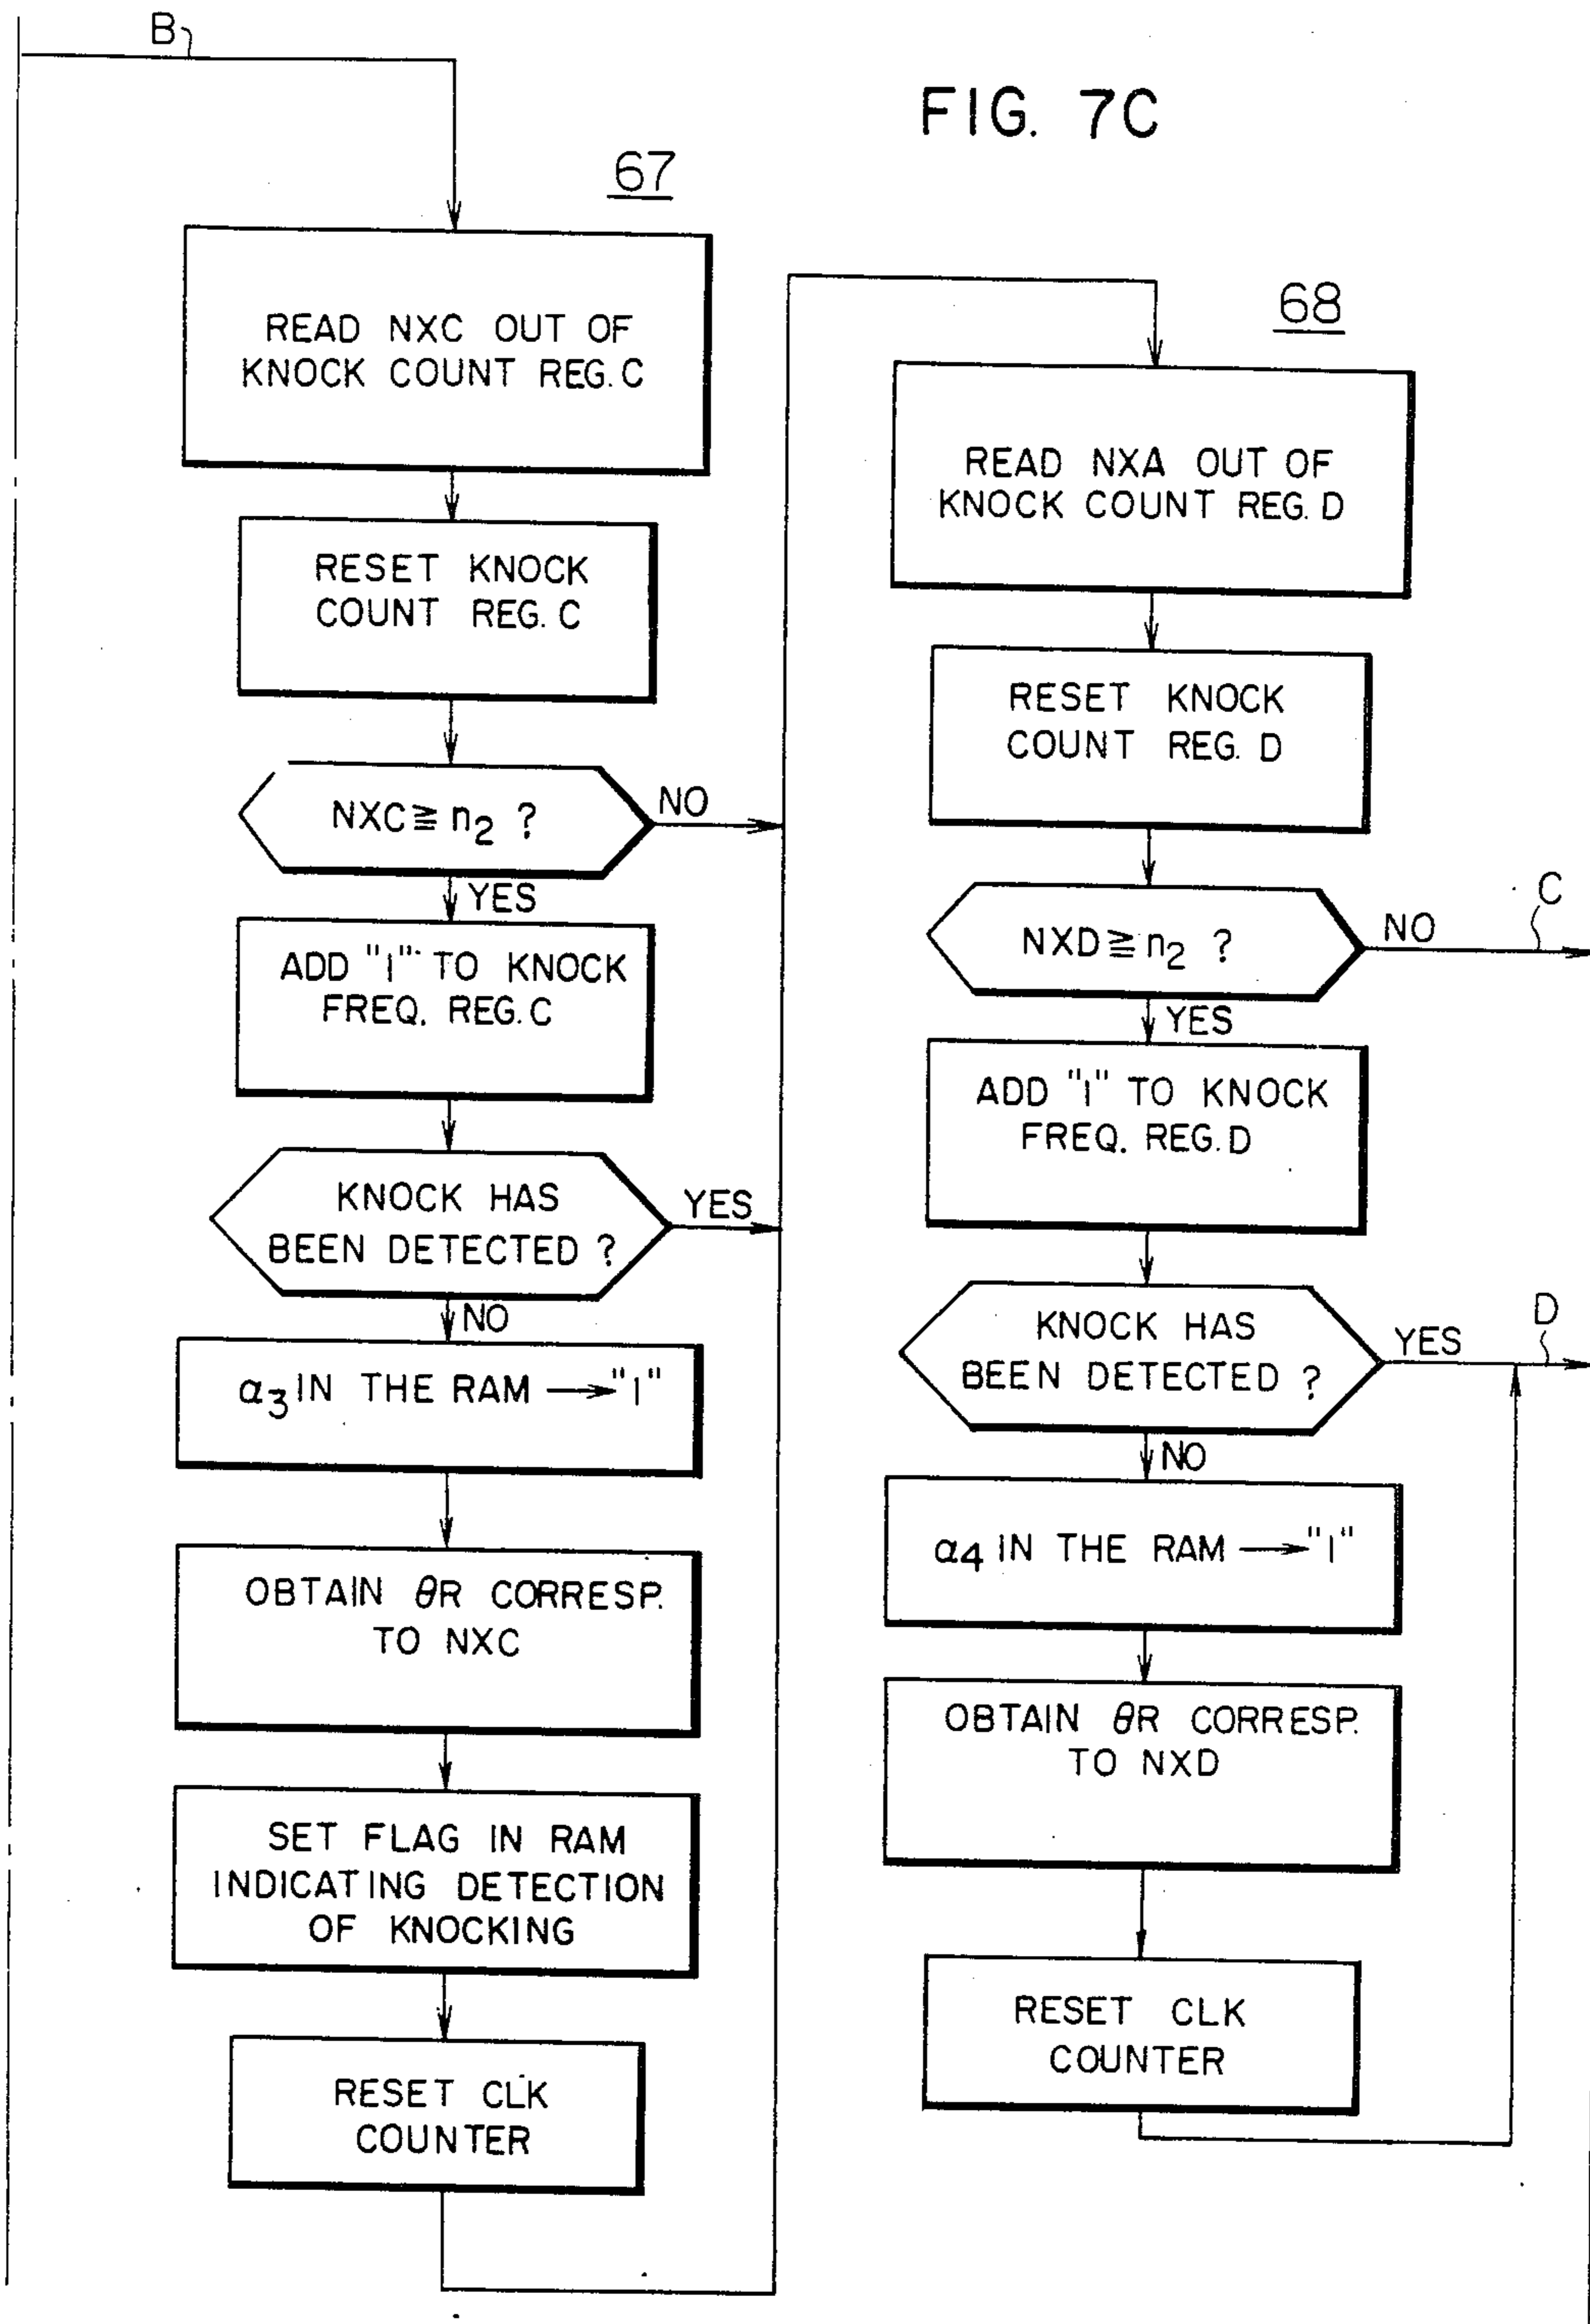 B
FIG. 7C
67
READ NXC OUT OF
KNOCK COUNT REG. C
RESET KNOCK
COUNT REG. C
NXC ≧ n2 ?
NO
YES
ADD "1" TO KNOCK
FREQ. REG. C
KNOCK HAS
BEEN DETECTED ?
YES
NO
α3 IN THE RAM → "1"
OBTAIN θR CORRESP.
TO NXC
SET FLAG IN RAM
INDICATING DETECTION
OF KNOCKING
RESET CLK
COUNTER
68
READ NXA OUT OF
KNOCK COUNT REG. D
RESET KNOCK
COUNT REG. D
NXD ≧ n2 ?
NO
C
YES
ADD "1" TO KNOCK
FREQ. REG. D
KNOCK HAS
BEEN DETECTED ?
YES
D
NO
α4 IN THE RAM → "1"
OBTAIN θR CORRESP.
TO NXD
RESET CLK
COUNTER